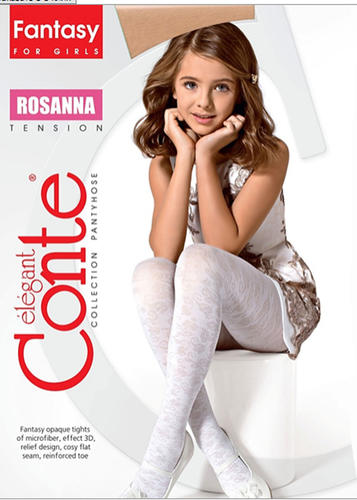 Fantasy
FOR GIRLS
ROSANNA
TENSION
élégant
Conte®
COLLECTION PANTYHOSE
Fantasy opaque tights
of microfiber, effect 3D,
relief design, cosy flat
seam, reinforced toe